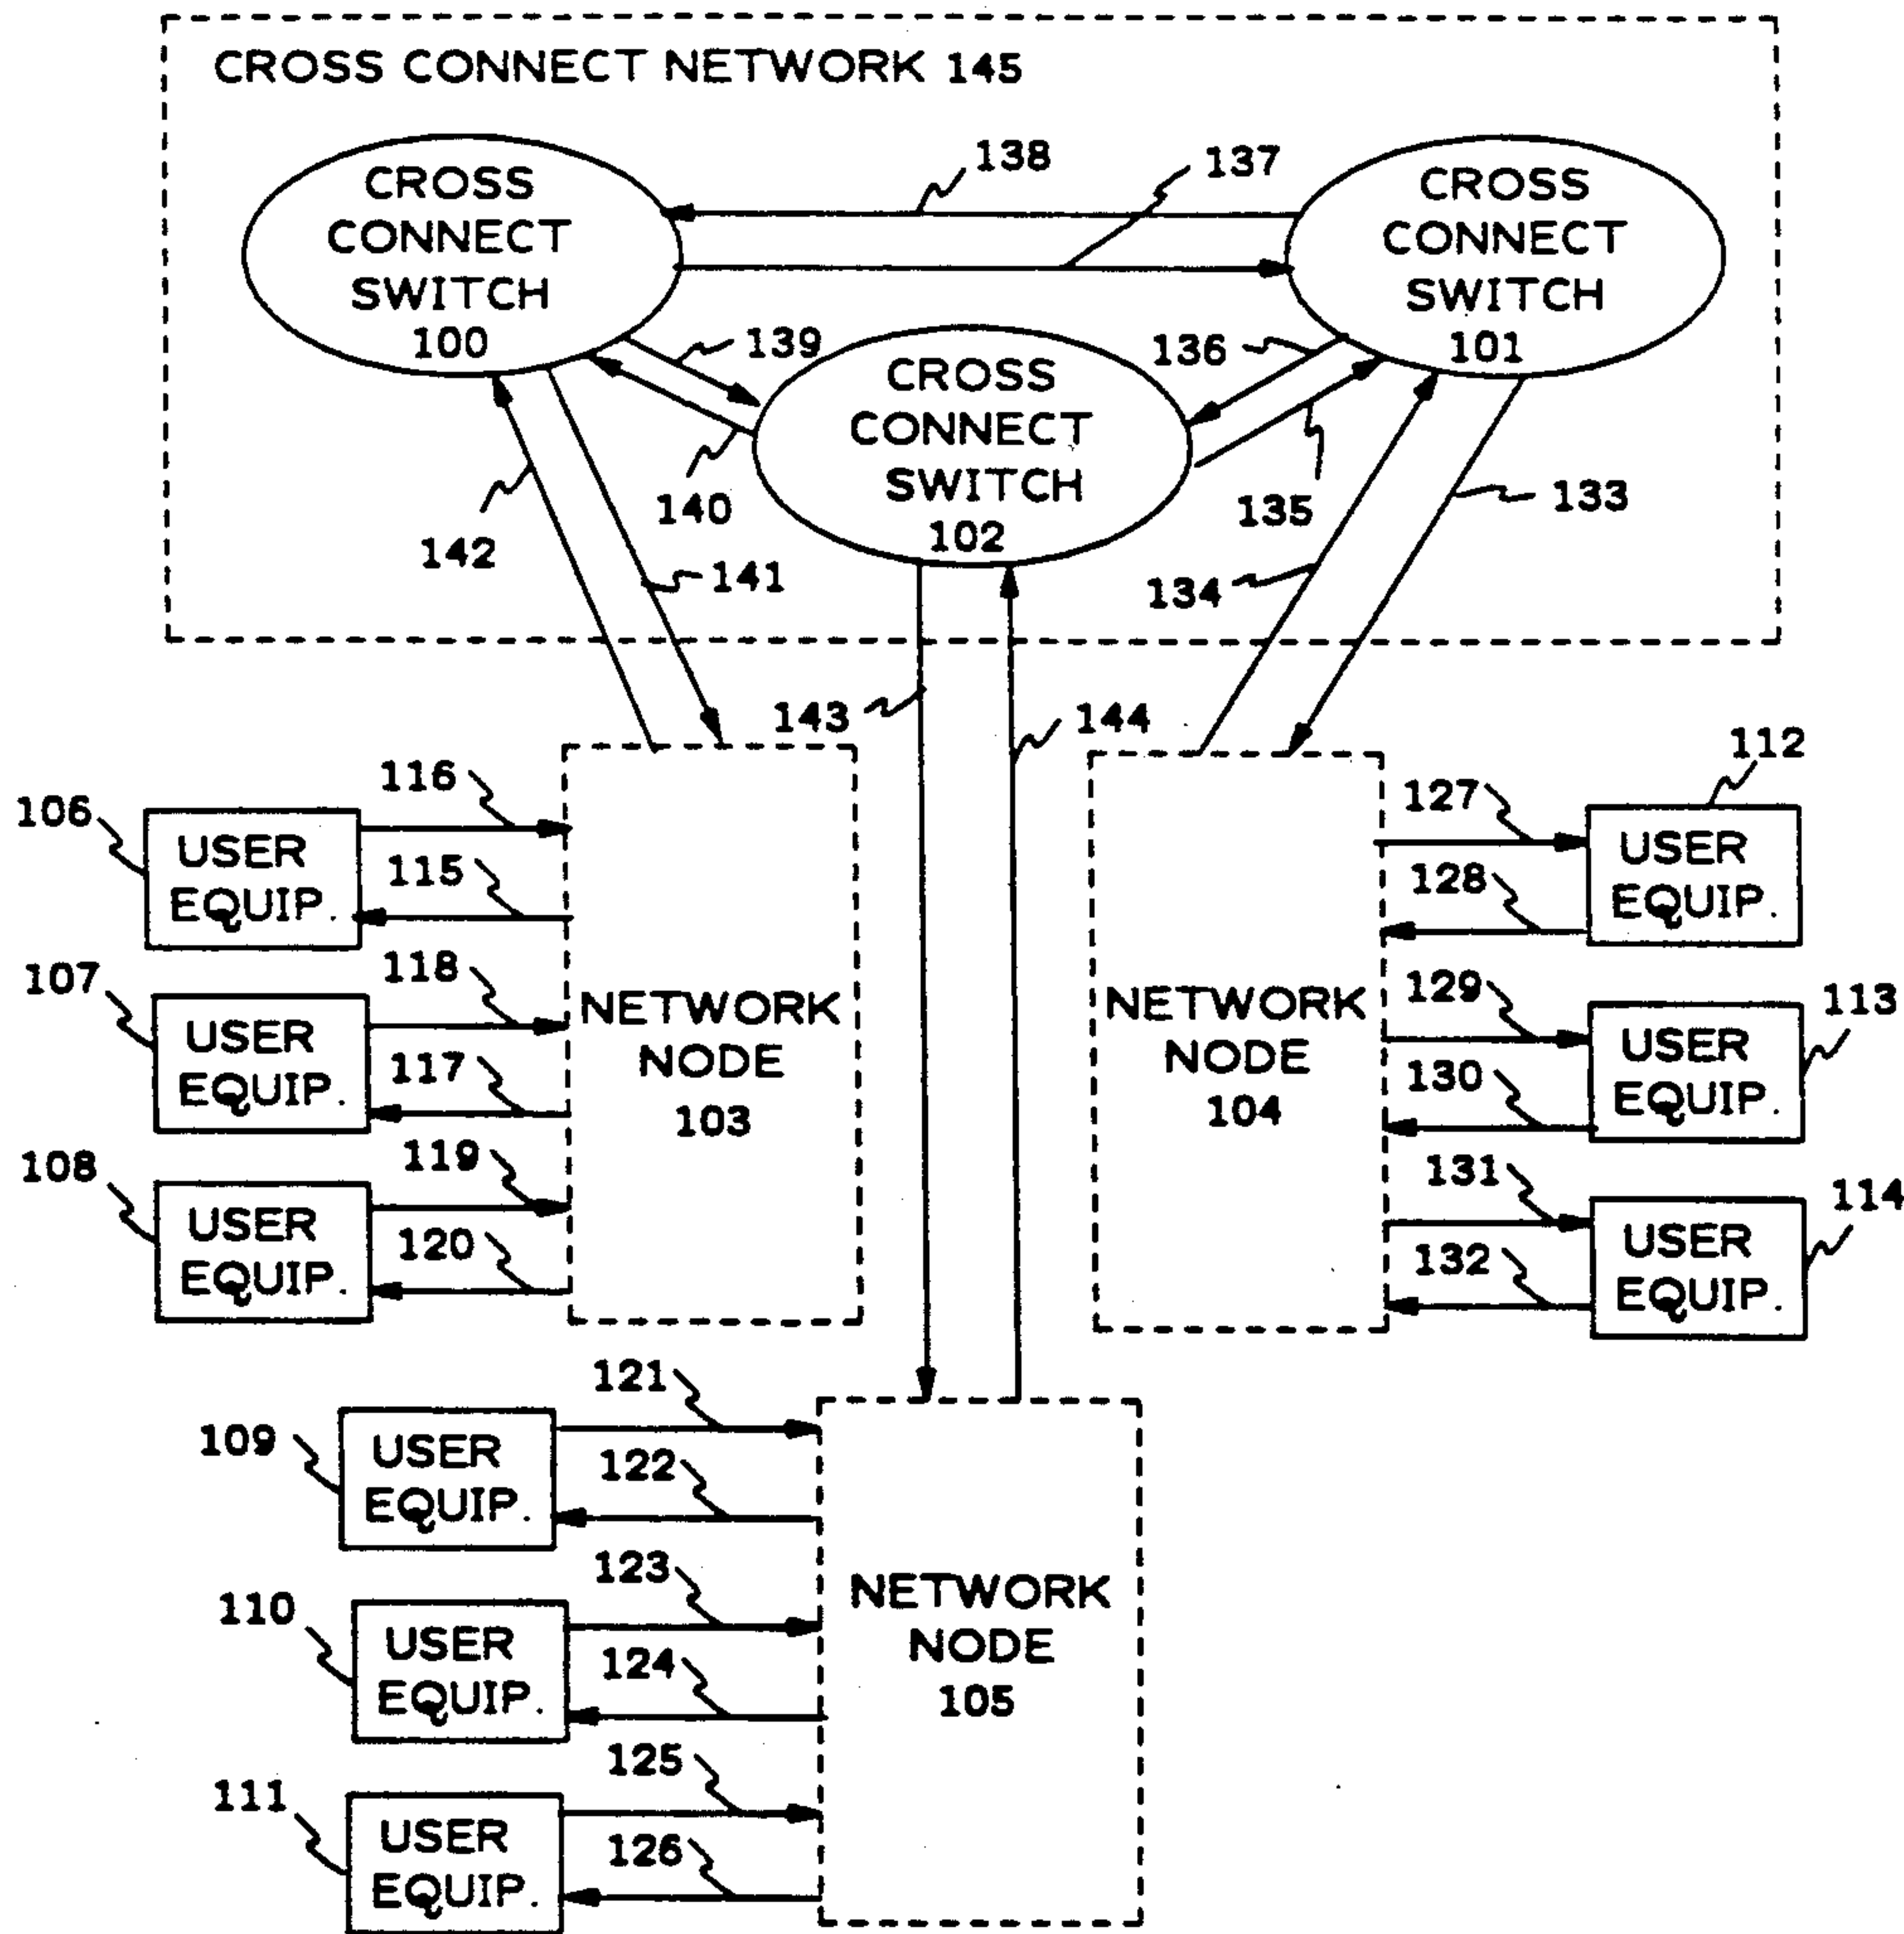 CROSS CONNECT NETWORK 145
CROSS
CONNECT
SWITCH
100
138
137
CROSS
CONNECT
SWITCH
101
139
136
CROSS
CONNECT
SWITCH
102
140
135
133
142
141
134
143
144
112
116
127
106
USER
EQUIP.
115
128
USER
EQUIP.
107
118
NETWORK
NODE
103
NETWORK
NODE
104
129
113
USER
EQUIP.
117
130
USER
EQUIP.
108
119
131
114
USER
EQUIP.
120
132
USER
EQUIP.
121
109
USER
EQUIP.
122
123
NETWORK
NODE
105
110
USER
EQUIP.
124
125
111
USER
EQUIP.
126